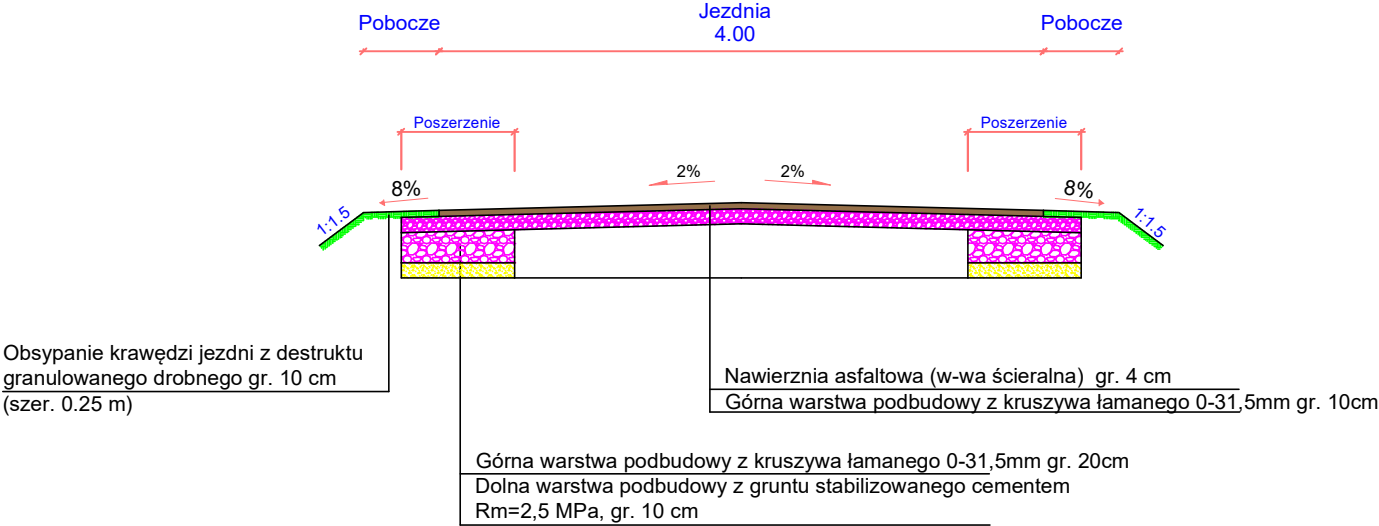 Pobocze
Jezdnia
4.00
Pobocze
Poszerzenie
Poszerzenie
8%
2%
2%
8%
1:1.5
1:1.5
Obsypanie krawędzi jezdni z destruktu
granulowanego drobnego gr. 10 cm
(szer. 0.25 m)
Nawierznia asfaltowa (w-wa ścieralna) gr. 4 cm
Górna warstwa podbudowy z kruszywa łamanego 0-31,5mm gr. 10cm
Górna warstwa podbudowy z kruszywa łamanego 0-31,5mm gr. 20cm
Dolna warstwa podbudowy z gruntu stabilizowanego cementem
Rm=2,5 MPa, gr. 10 cm